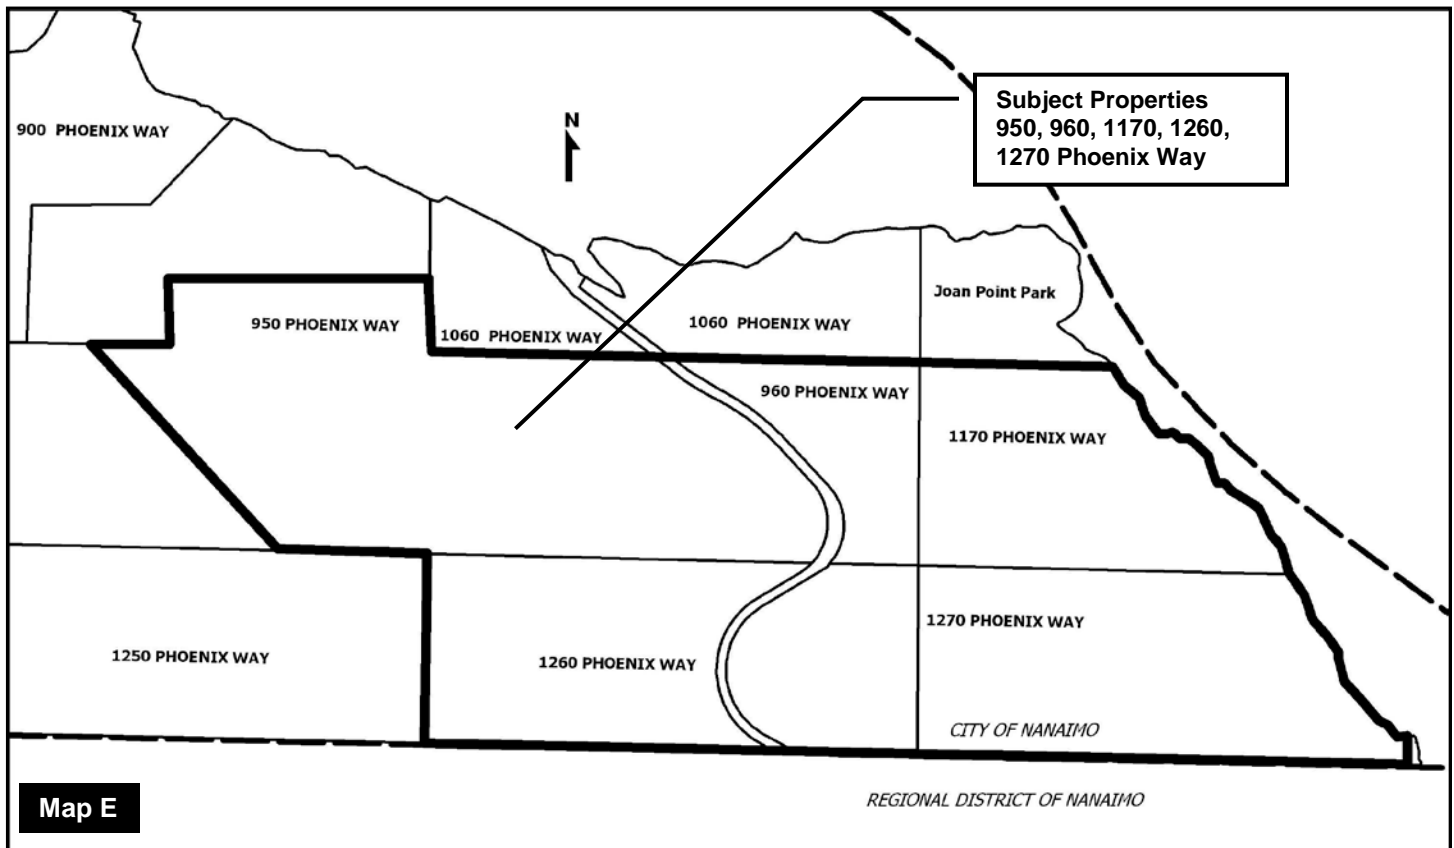 Subject Properties
950, 960, 1170, 1260,
1270 Phoenix Way
N
900 PHOENIX WAY
Joan Point Park
950 PHOENIX WAY
1060 PHOENIX WAY
1060 PHOENIX WAY
960 PHOENIX WAY
1170 PHOENIX WAY
1270 PHOENIX WAY
1250 PHOENIX WAY
1260 PHOENIX WAY
CITY OF NANAIMO
REGIONAL DISTRICT OF NANAIMO
Map E